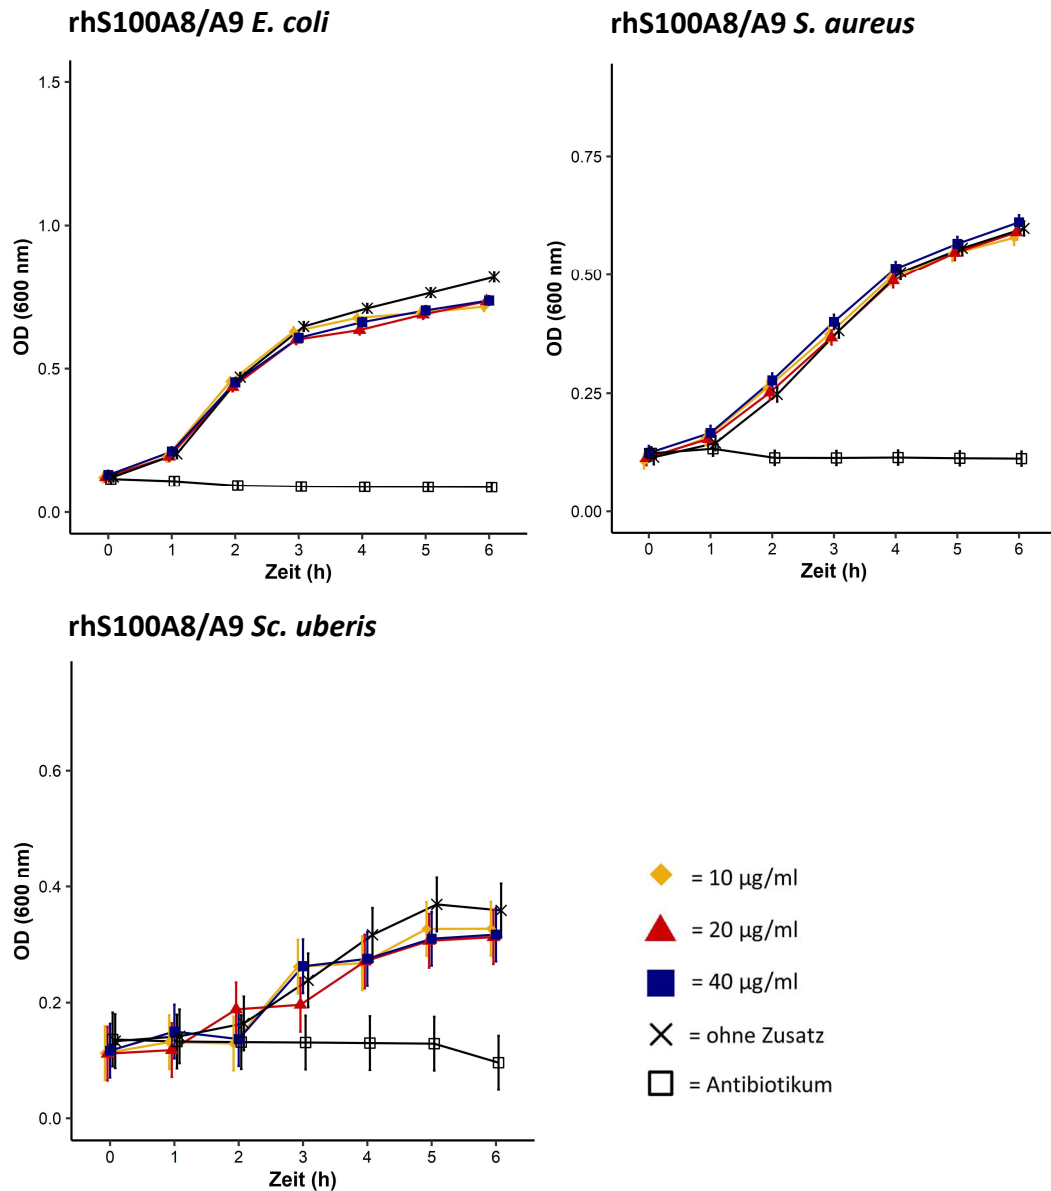 rhS100A8/A9 E. coli
OD (600 nm)
1.5
1.0
0.5
0.0
0 1 2 3 4 5 6
Zeit (h)
rhS100A8/A9 S. aureus
OD (600 nm)
0.75
0.50
0.25
0.00
0 1 2 3 4 5 6
Zeit (h)
rhS100A8/A9 Sc. uberis
OD (600 nm)
0.6
0.4
0.2
0.0
0 1 2 3 4 5 6
Zeit (h)
= 10 µg/ml
= 20 µg/ml
= 40 µg/ml
= ohne Zusatz
= Antibiotikum